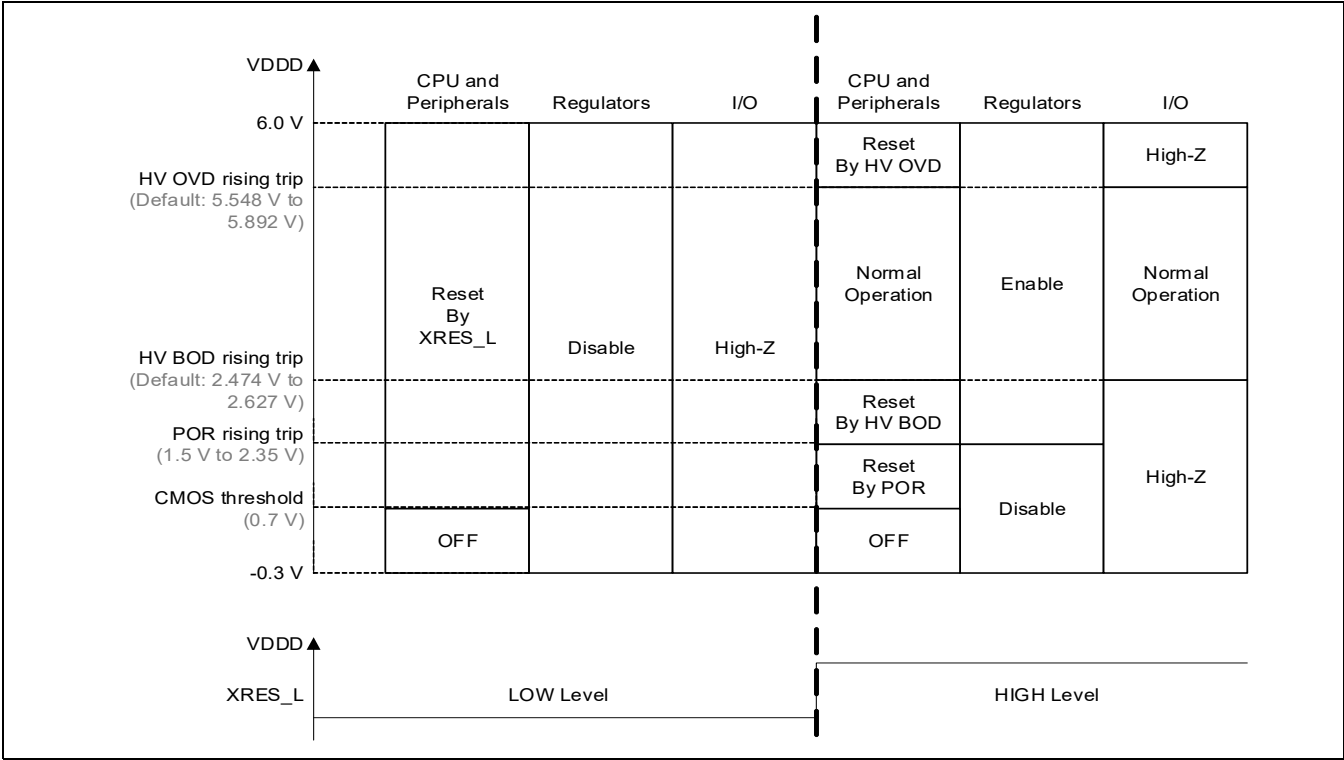 VDDD
CPU and
Peripherals
Regulators
I/O
CPU and
Peripherals
Regulators
I/O
6.0 V
Reset
By HV OVD
High-Z
HV OVD rising trip
(Default: 5.548 V to
5.892 V)
Reset
By
XRES_L
Disable
High-Z
Normal
Operation
Enable
Normal
Operation
HV BOD rising trip
(Default: 2.474 V to
2.627 V)
Reset
By HV BOD
POR rising trip
(1.5 V to 2.35 V)
Reset
By POR
Disable
High-Z
CMOS threshold
(0.7 V)
OFF
OFF
-0.3 V
VDDD
XRES_L
LOW Level
HIGH Level